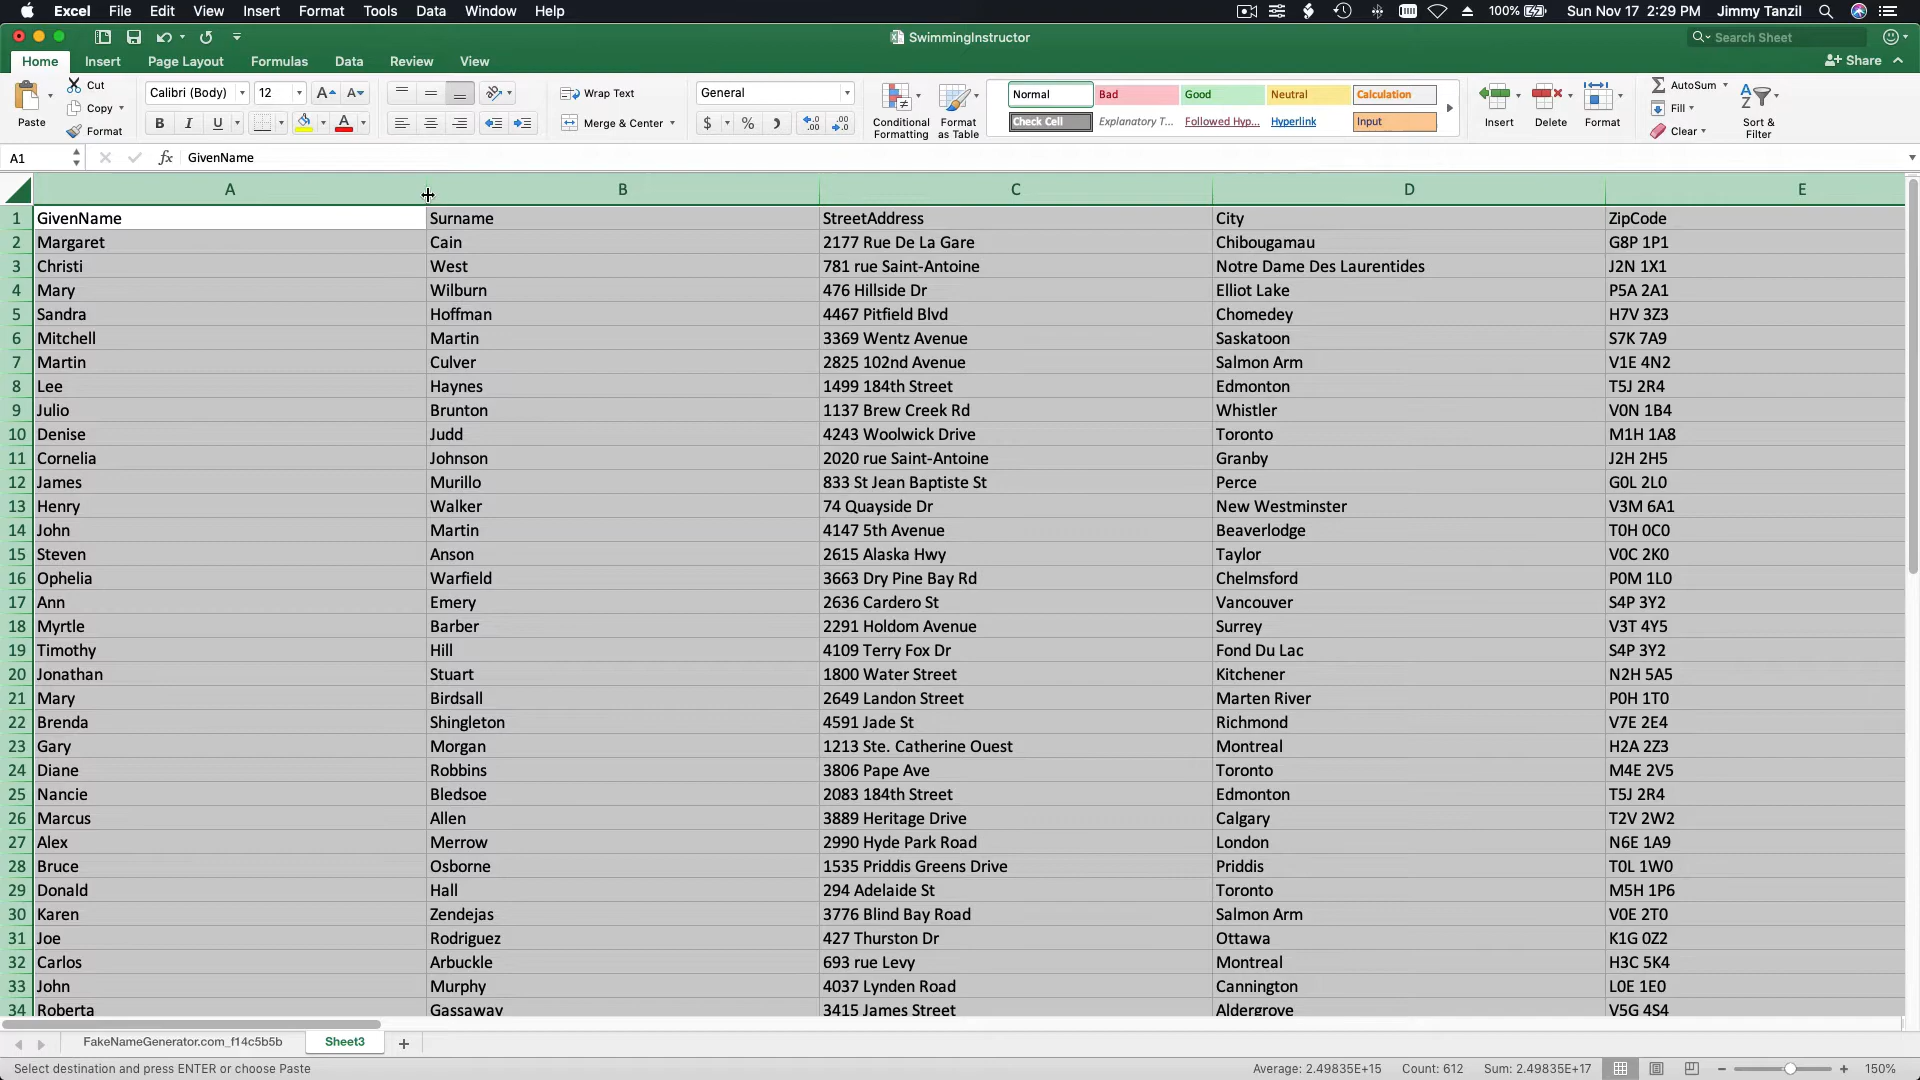 Excel File Edit View Insert Format Tools Data Window Help 100% Sun Nov 17 2:29 PM Jimmy Tanzil
SwimmingInstructor Search Sheet
Home Insert Page Layout Formulas Data Review View Share
Paste Cut Copy Format
Calibri (Body) 12
B I U A
Wrap Text
Merge & Center
General
$ %
Conditional Formatting
Format as Table
Normal Bad Good Neutral Calculation
Check Cell Explanatory T... Followed Hyp... Hyperlink Input
Insert Delete Format
AutoSum
Fill
Clear
Sort & Filter
A1 fx GivenName
A B C D E
1 GivenName Surname StreetAddress City ZipCode
2 Margaret Cain 2177 Rue De La Gare Chibougamau G8P 1P1
3 Christi West 781 rue Saint-Antoine Notre Dame Des Laurentides J2N 1X1
4 Mary Wilburn 476 Hillside Dr Elliot Lake P5A 2A1
5 Sandra Hoffman 4467 Pitfield Blvd Chomedey H7V 3Z3
6 Mitchell Martin 3369 Wentz Avenue Saskatoon S7K 7A9
7 Martin Culver 2825 102nd Avenue Salmon Arm V1E 4N2
8 Lee Haynes 1499 184th Street Edmonton T5J 2R4
9 Julio Brunton 1137 Brew Creek Rd Whistler V0N 1B4
10 Denise Judd 4243 Woolwick Drive Toronto M1H 1A8
11 Cornelia Johnson 2020 rue Saint-Antoine Granby J2H 2H5
12 James Murillo 833 St Jean Baptiste St Perce G0L 2L0
13 Henry Walker 74 Quayside Dr New Westminster V3M 6A1
14 John Martin 4147 5th Avenue Beaverlodge T0H 0C0
15 Steven Anson 2615 Alaska Hwy Taylor V0C 2K0
16 Ophelia Warfield 3663 Dry Pine Bay Rd Chelmsford P0M 1L0
17 Ann Emery 2636 Cardero St Vancouver S4P 3Y2
18 Myrtle Barber 2291 Holdom Avenue Surrey V3T 4Y5
19 Timothy Hill 4109 Terry Fox Dr Fond Du Lac S4P 3Y2
20 Jonathan Stuart 1800 Water Street Kitchener N2H 5A5
21 Mary Birdsall 2649 Landon Street Marten River P0H 1T0
22 Brenda Shingleton 4591 Jade St Richmond V7E 2E4
23 Gary Morgan 1213 Ste. Catherine Ouest Montreal H2A 2Z3
24 Diane Robbins 3806 Pape Ave Toronto M4E 2V5
25 Nancie Bledsoe 2083 184th Street Edmonton T5J 2R4
26 Marcus Allen 3889 Heritage Drive Calgary T2V 2W2
27 Alex Merrow 2990 Hyde Park Road London N6E 1A9
28 Bruce Osborne 1535 Priddis Greens Drive Priddis T0L 1W0
29 Donald Hall 294 Adelaide St Toronto M5H 1P6
30 Karen Zendejas 3776 Blind Bay Road Salmon Arm V0E 2T0
31 Joe Rodriguez 427 Thurston Dr Ottawa K1G 0Z2
32 Carlos Arbuckle 693 rue Levy Montreal H3C 5K4
33 John Murphy 4037 Lynden Road Cannington L0E 1E0
34 Roberta Gassaway 3415 James Street Aldergrove V5G 4S4
FakeNameGenerator.com_f14c5b5b Sheet3 +
Select destination and press ENTER or choose Paste Average: 2.49835E+15 Count: 612 Sum: 2.49835E+17 150%